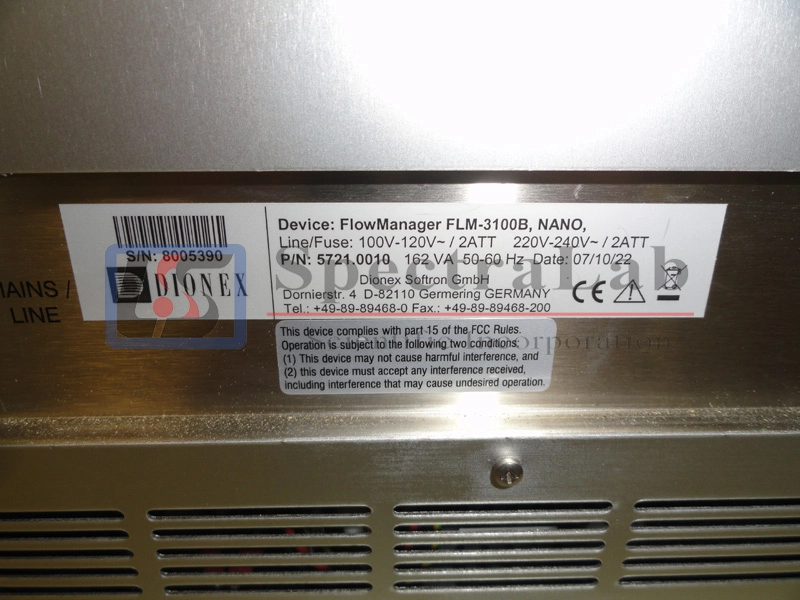 S/N: 8005390
DIONEX
Device: FlowManager FLM-3100B, NANO,
Line/Fuse: 100V-120V~ / 2ATT 220V-240V~ / 2ATT
P/N: 5721.0010 162 VA 50-60 Hz Date: 07/10/22
Dionex Softron GmbH
Dornierstr. 4 D-82110 Germering GERMANY
Tel.: +49-89-89468-0 Fax.: +49-89-89468-200
CE
MAINS /
LINE
This device complies with part 15 of the FCC Rules.
Operation is subject to the following two conditions
(1) This device may not cause harmful interference, and
(2) this device must accept any interference received,
including interference that may cause undesired operation.
SpectraLab
Scientific Incorporation